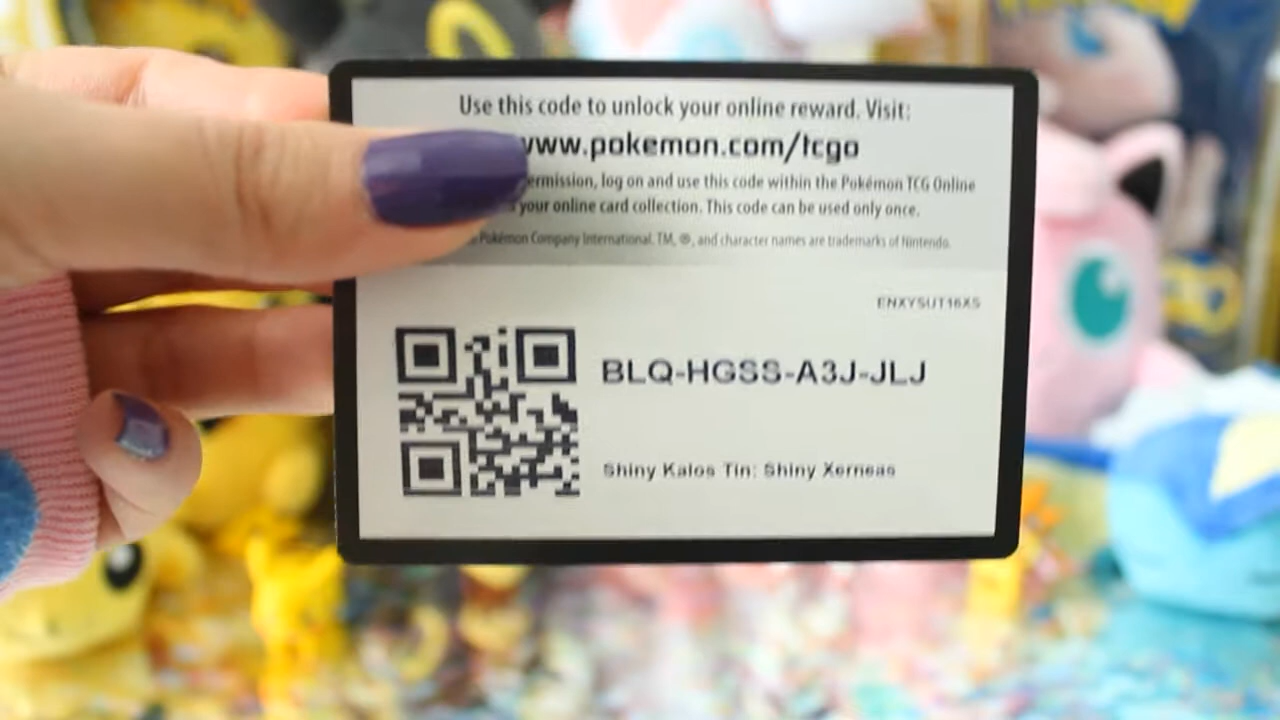 Use this code to unlock your online reward. Visit:
www.pokemon.com/tcgo
ermission, log on and use this code within the Pokémon TCG Online
your online card collection. This code can be used only once.
Pokémon Company International. TM, ®, and character names are trademarks of Nintendo.
ENXYSUT16XS
BLQ-HGSS-A3J-JLJ
Shiny Kalos Tin: Shiny Xerneas